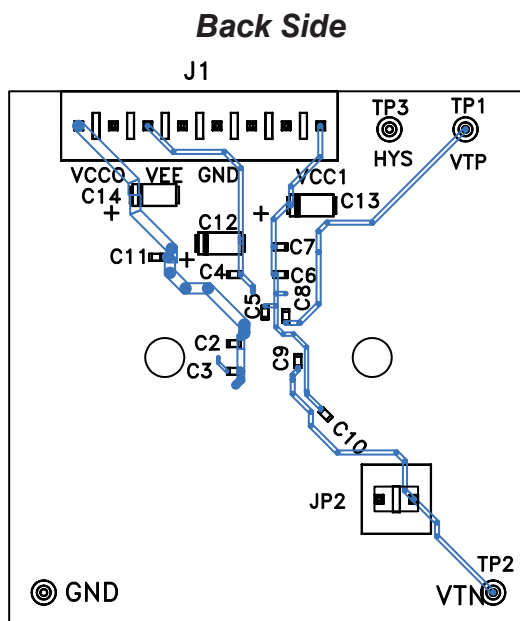 Back Side
J1
TP3
TP1
HYS
VTP
VCCO VEE GND VCC1
C14
C13
+
+
C12
C7
C11
+
C4
C6
C8
C5
C2
C9
C3
C10
JP2
TP2
GND
VTN